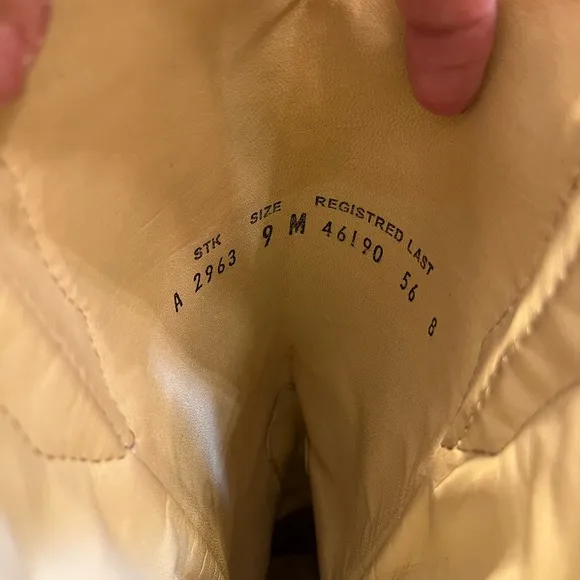 STK SIZE REGISTRED LAST
A 2963 9 M 46190 56 8